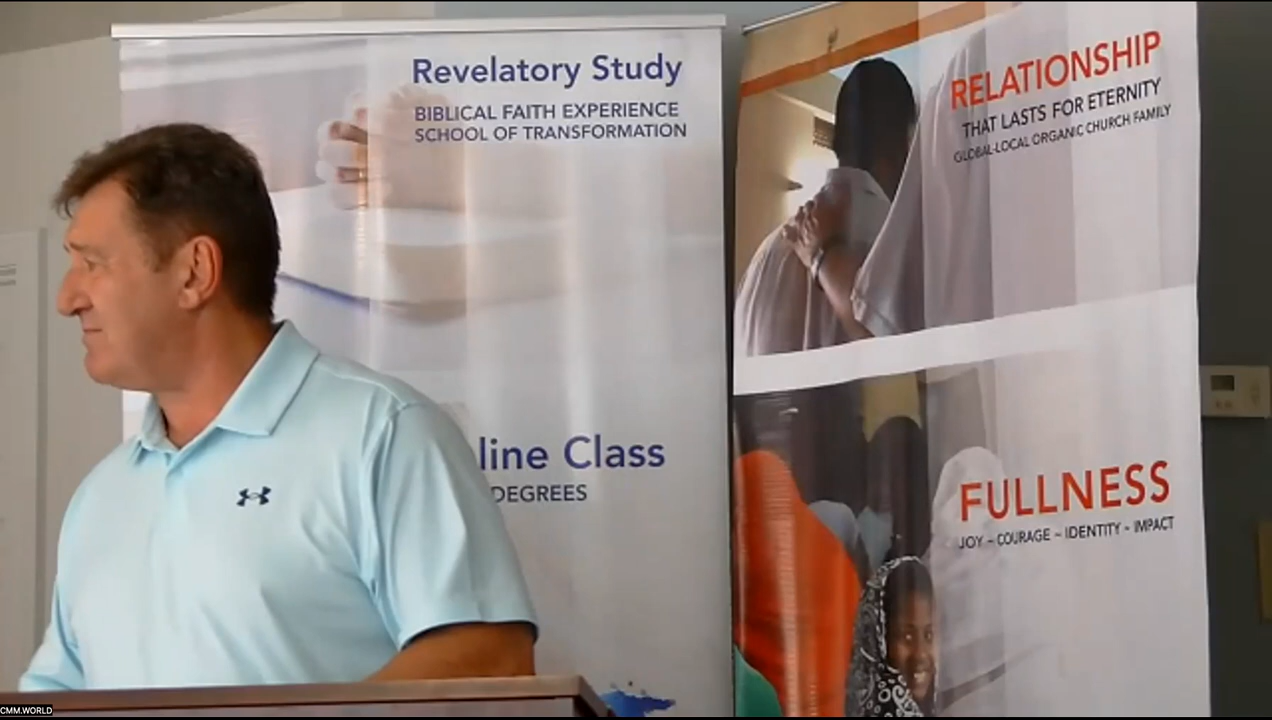 Revelatory Study
BIBLICAL FAITH EXPERIENCE
SCHOOL OF TRANSFORMATION
line Class
DEGREES
RELATIONSHIP
THAT LASTS FOR ETERNITY
GLOBAL-LOCAL ORGANIC CHURCH FAMILY
FULLNESS
JOY ~ COURAGE ~ IDENTITY ~ IMPACT
CMM.WORLD